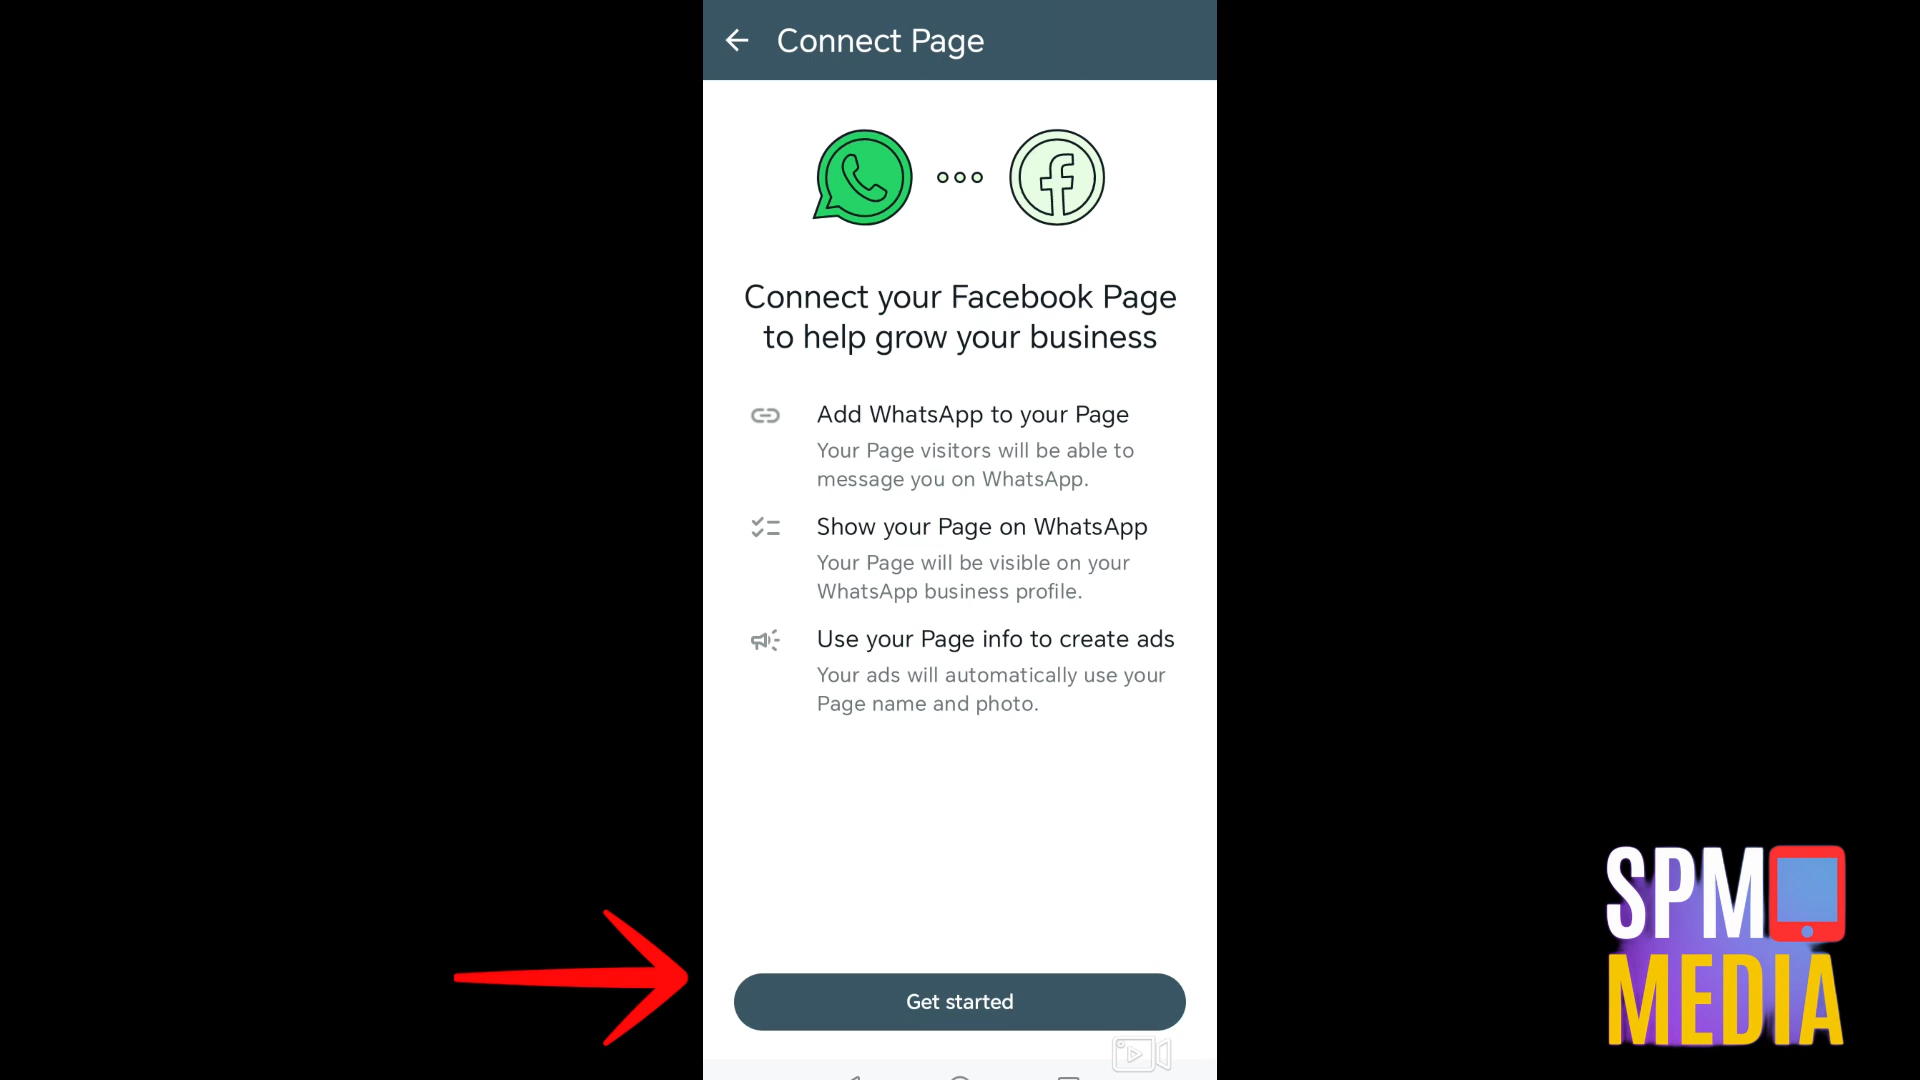 Connect Page
Connect your Facebook Page
to help grow your business
Add WhatsApp to your Page
Your Page visitors will be able to
message you on WhatsApp.
Show your Page on WhatsApp
Your Page will be visible on your
WhatsApp business profile.
Use your Page info to create ads
Your ads will automatically use your
Page name and photo.
Get started
SPM
MEDIA